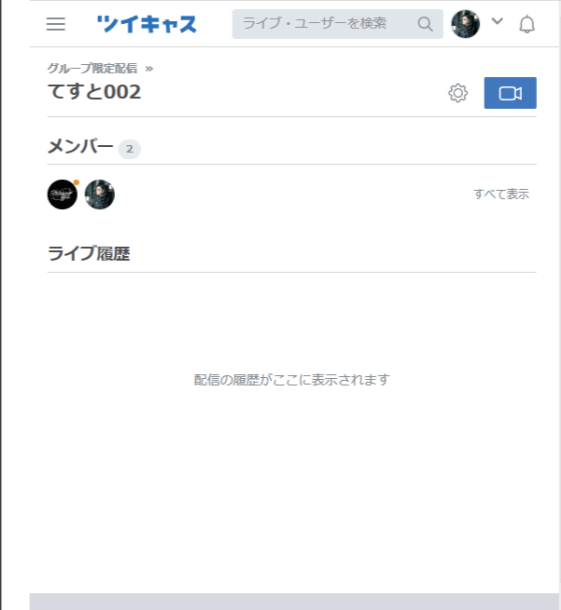 ツイキャス
ライブ・ユーザーを検索
グループ限定配信 »
てすと002
メンバー 2
すべて表示
ライブ履歴
配信の履歴がここに表示されます